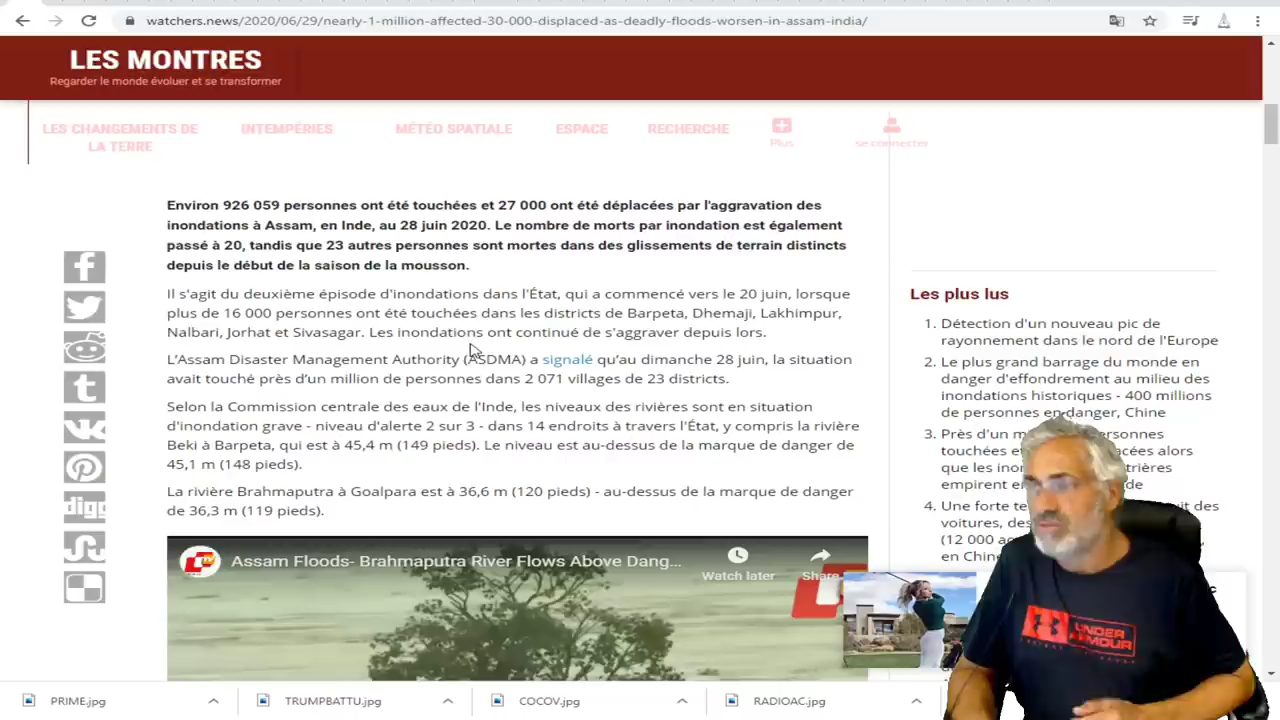 watchers.news/2020/06/29/nearly-1-million-affected-30-000-displaced-as-deadly-floods-worsen-in-assam-india/
LES MONTRES
Regarder le monde évoluer et se transformer
LES CHANGEMENTS DE
LA TERRE
INTEMPÉRIES
MÉTÉO SPATIALE
ESPACE
RECHERCHE
Plus
se connecter
Environ 926 059 personnes ont été touchées et 27 000 ont été déplacées par l'aggravation des
inondations à Assam, en Inde, au 28 juin 2020. Le nombre de morts par inondation est également
passé à 20, tandis que 23 autres personnes sont mortes dans des glissements de terrain distincts
depuis le début de la saison de la mousson.
Il s'agit du deuxième épisode d'inondations dans l'État, qui a commencé vers le 20 juin, lorsque
plus de 16 000 personnes ont été touchées dans les districts de Barpeta, Dhemaji, Lakhimpur,
Nalbari, Jorhat et Sivasagar. Les inondations ont continué de s'aggraver depuis lors.
L’Assam Disaster Management Authority (ASDMA) a signalé qu’au dimanche 28 juin, la situation
avait touché près d’un million de personnes dans 2 071 villages de 23 districts.
Selon la Commission centrale des eaux de l'Inde, les niveaux des rivières sont en situation
d'inondation grave - niveau d'alerte 2 sur 3 - dans 14 endroits à travers l'État, y compris la rivière
Beki à Barpeta, qui est à 45,4 m (149 pieds). Le niveau est au-dessus de la marque de danger de
45,1 m (148 pieds).
La rivière Brahmaputra à Goalpara est à 36,6 m (120 pieds) - au-dessus de la marque de danger
de 36,3 m (119 pieds).
Assam Floods- Brahmaputra River Flows Above Dang...
Watch later
Share
digg
Les plus lus
1. Détection d'un nouveau pic de
rayonnement dans le nord de l'Europe
2. Le plus grand barrage du monde en
danger d'effondrement au milieu des
inondations historiques - 400 millions
de personnes en danger, Chine
3. Près d'un
personnes
touchées
alors
que les
empirent
4. Une forte
des
voitures,
(12 000
en Chine
UNDER
ARMOUR
PRIME.jpg
TRUMPBATTU.jpg
COCOV.jpg
RADIOAC.jpg